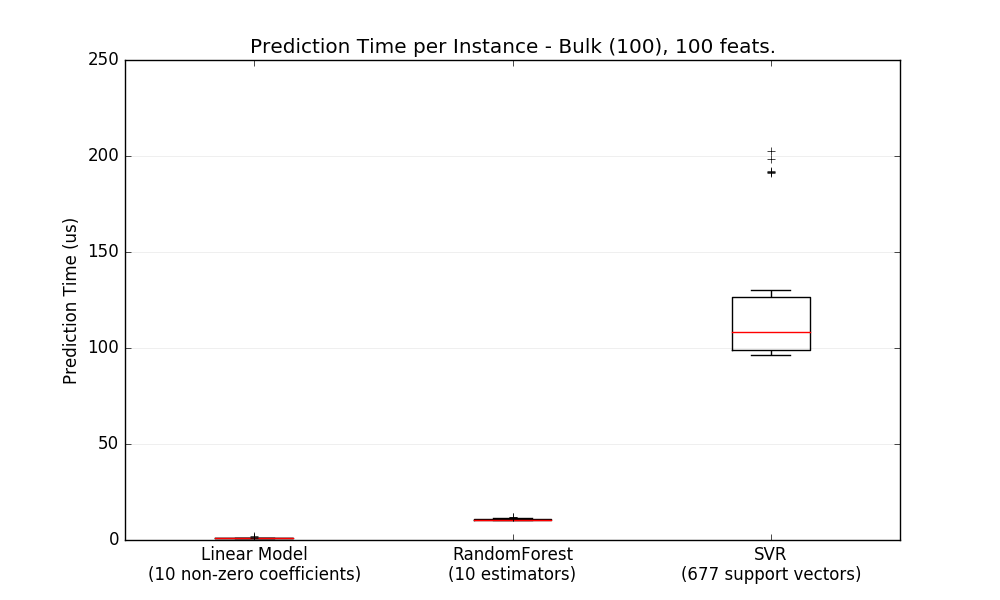 Prediction Time per Instance - Bulk (100), 100 feats.
250
200
150
100
50
0
Prediction Time (us)
Linear Model
(10 non-zero coefficients)
RandomForest
(10 estimators)
SVR
(677 support vectors)